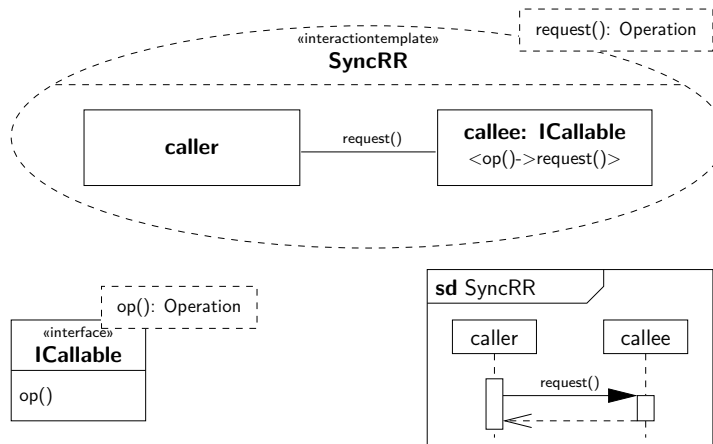 request(): Operation
«interactiontemplate»
SyncRR
caller
request()
callee: ICallable
<op()->request()>
op(): Operation
«interface»
ICallable
op()
sd SyncRR
caller
callee
request()